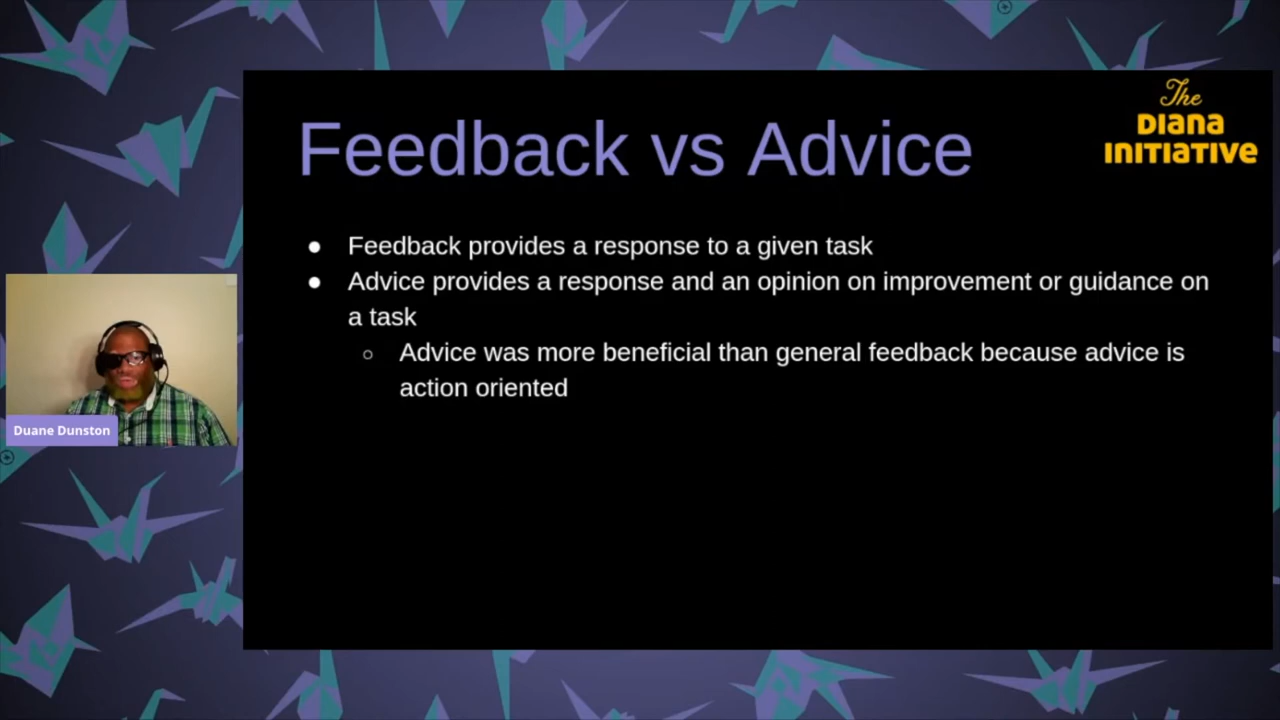 Feedback vs Advice
The
DIANA
INITIATIVE
● Feedback provides a response to a given task
● Advice provides a response and an opinion on improvement or guidance on
a task
○ Advice was more beneficial than general feedback because advice is
action oriented
Duane Dunston